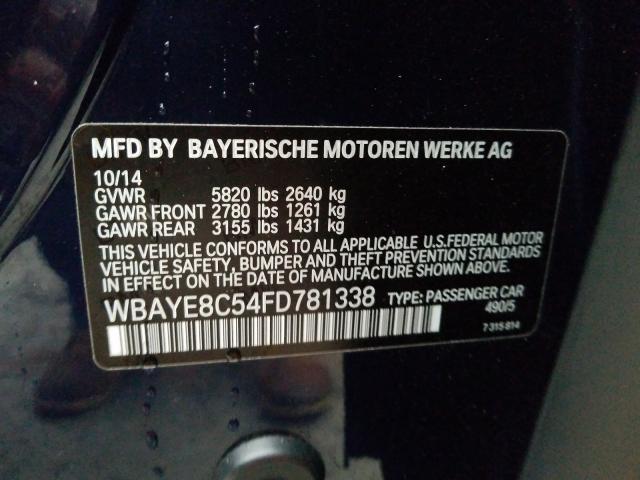 MFD BY BAYERISCHE MOTOREN WERKE AG
10/14
GVWR 5820 lbs 2640 kg
GAWR FRONT 2780 lbs 1261 kg
GAWR REAR 3155 lbs 1431 kg
THIS VEHICLE CONFORMS TO ALL APPLICABLE U.S.FEDERAL MOTOR
VEHICLE SAFETY, BUMPER AND THEFT PREVENTION STANDARDS
IN EFFECT ON THE DATE OF MANUFACTURE SHOWN ABOVE.
WBAYE8C54FD781338 TYPE: PASSENGER CAR
490/5
7 315 814